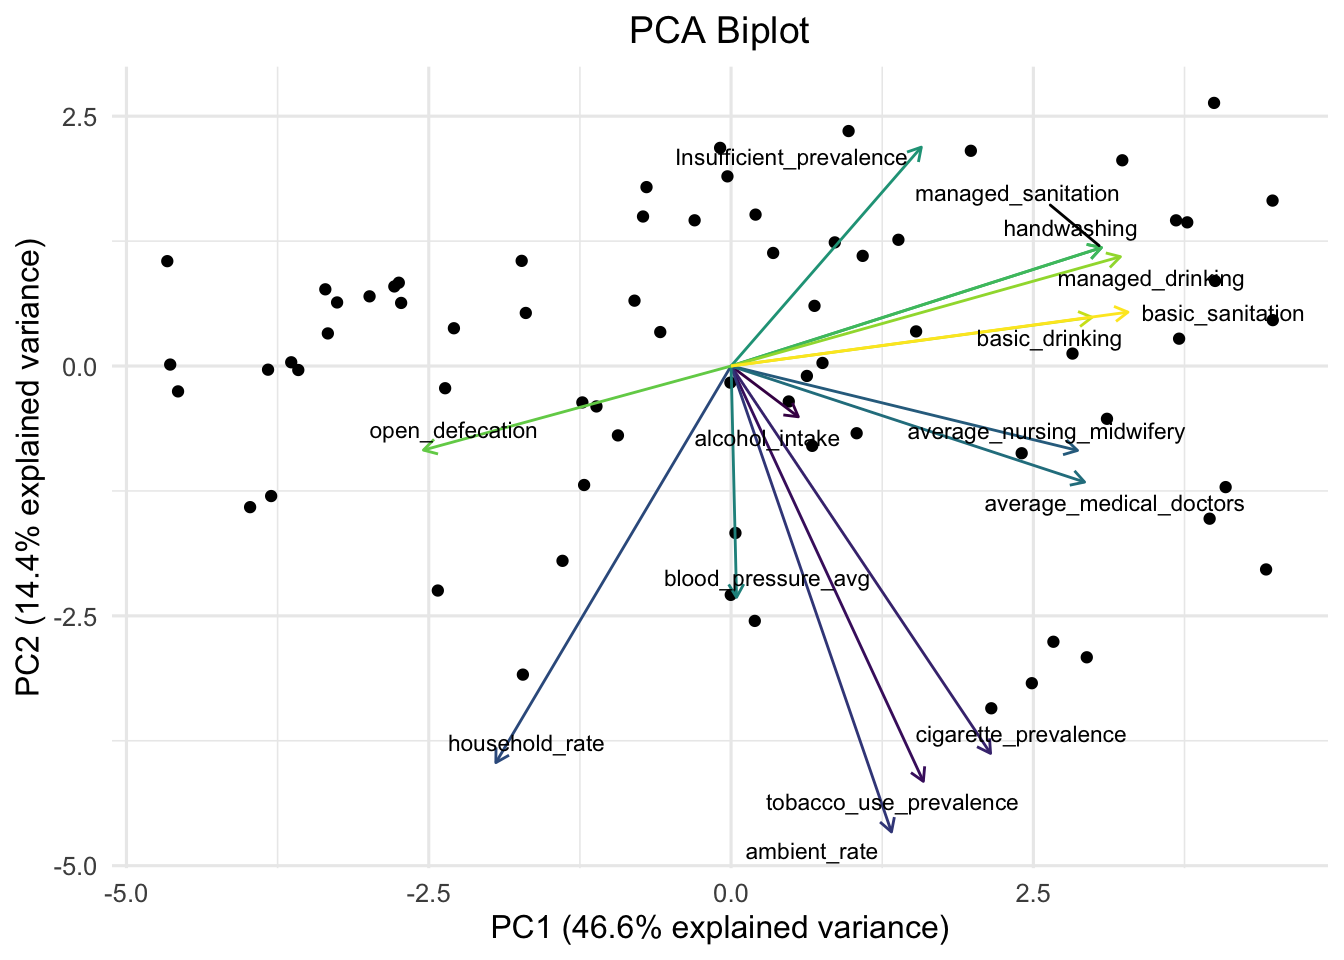 PCA Biplot
PC2 (14.4% explained variance)
2.5
0.0
-2.5
-5.0
Insufficient_prevalence
managed_sanitation
handwashing
managed_drinking
basic_sanitation
basic_drinking
open_defecation
alcohol_intake
average_nursing_midwifery
average_medical_doctors
blood_pressure_avg
household_rate
cigarette_prevalence
tobacco_use_prevalence
ambient_rate
-5.0
-2.5
0.0
2.5
PC1 (46.6% explained variance)